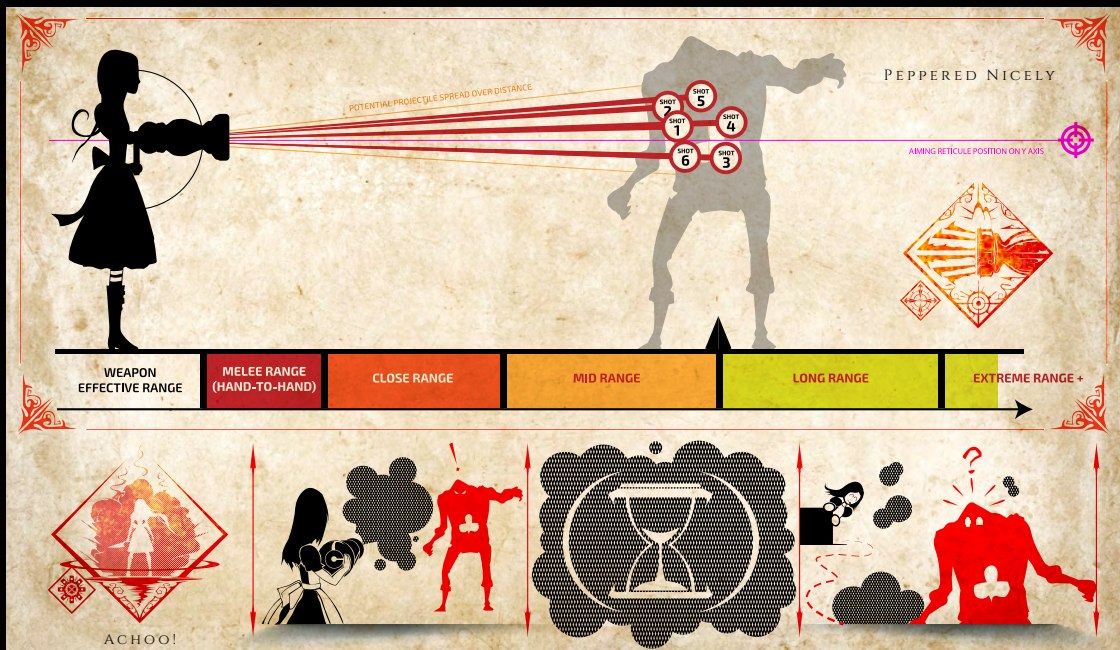 PEPPERED NICELY
POTENTIAL PROJECTILE SPREAD OVER DISTANCE
SHOT
5
SHOT
2
SHOT
1
SHOT
4
SHOT
6
SHOT
3
AIMING RETICULE POSITION ON Y AXIS
WEAPON
EFFECTIVE RANGE
MELEE RANGE
(HAND-TO-HAND)
CLOSE RANGE
MID RANGE
LONG RANGE
EXTREME RANGE +
!
?
ACHOO!